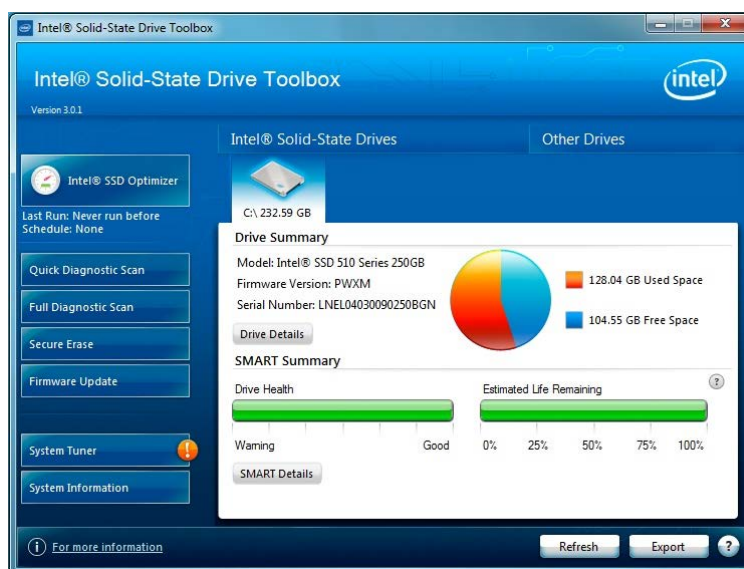 Intel® Solid-State Drive Toolbox
Intel® Solid-State Drive Toolbox
Version 3.0.1
intel
Intel® Solid-State Drives
Other Drives
Intel® SSD Optimizer
Last Run: Never run before
Schedule: None
C:\ 232.59 GB
Drive Summary
Model: Intel® SSD 510 Series 250GB
Firmware Version: PWXM
Serial Number: LNEL04030090250BGN
128.04 GB Used Space
104.55 GB Free Space
Drive Details
Quick Diagnostic Scan
Full Diagnostic Scan
Secure Erase
Firmware Update
System Tuner
!
System Information
SMART Summary
Drive Health
Estimated Life Remaining
?
Warning
Good
0% 25% 50% 75% 100%
SMART Details
i
For more information
Refresh
Export
?